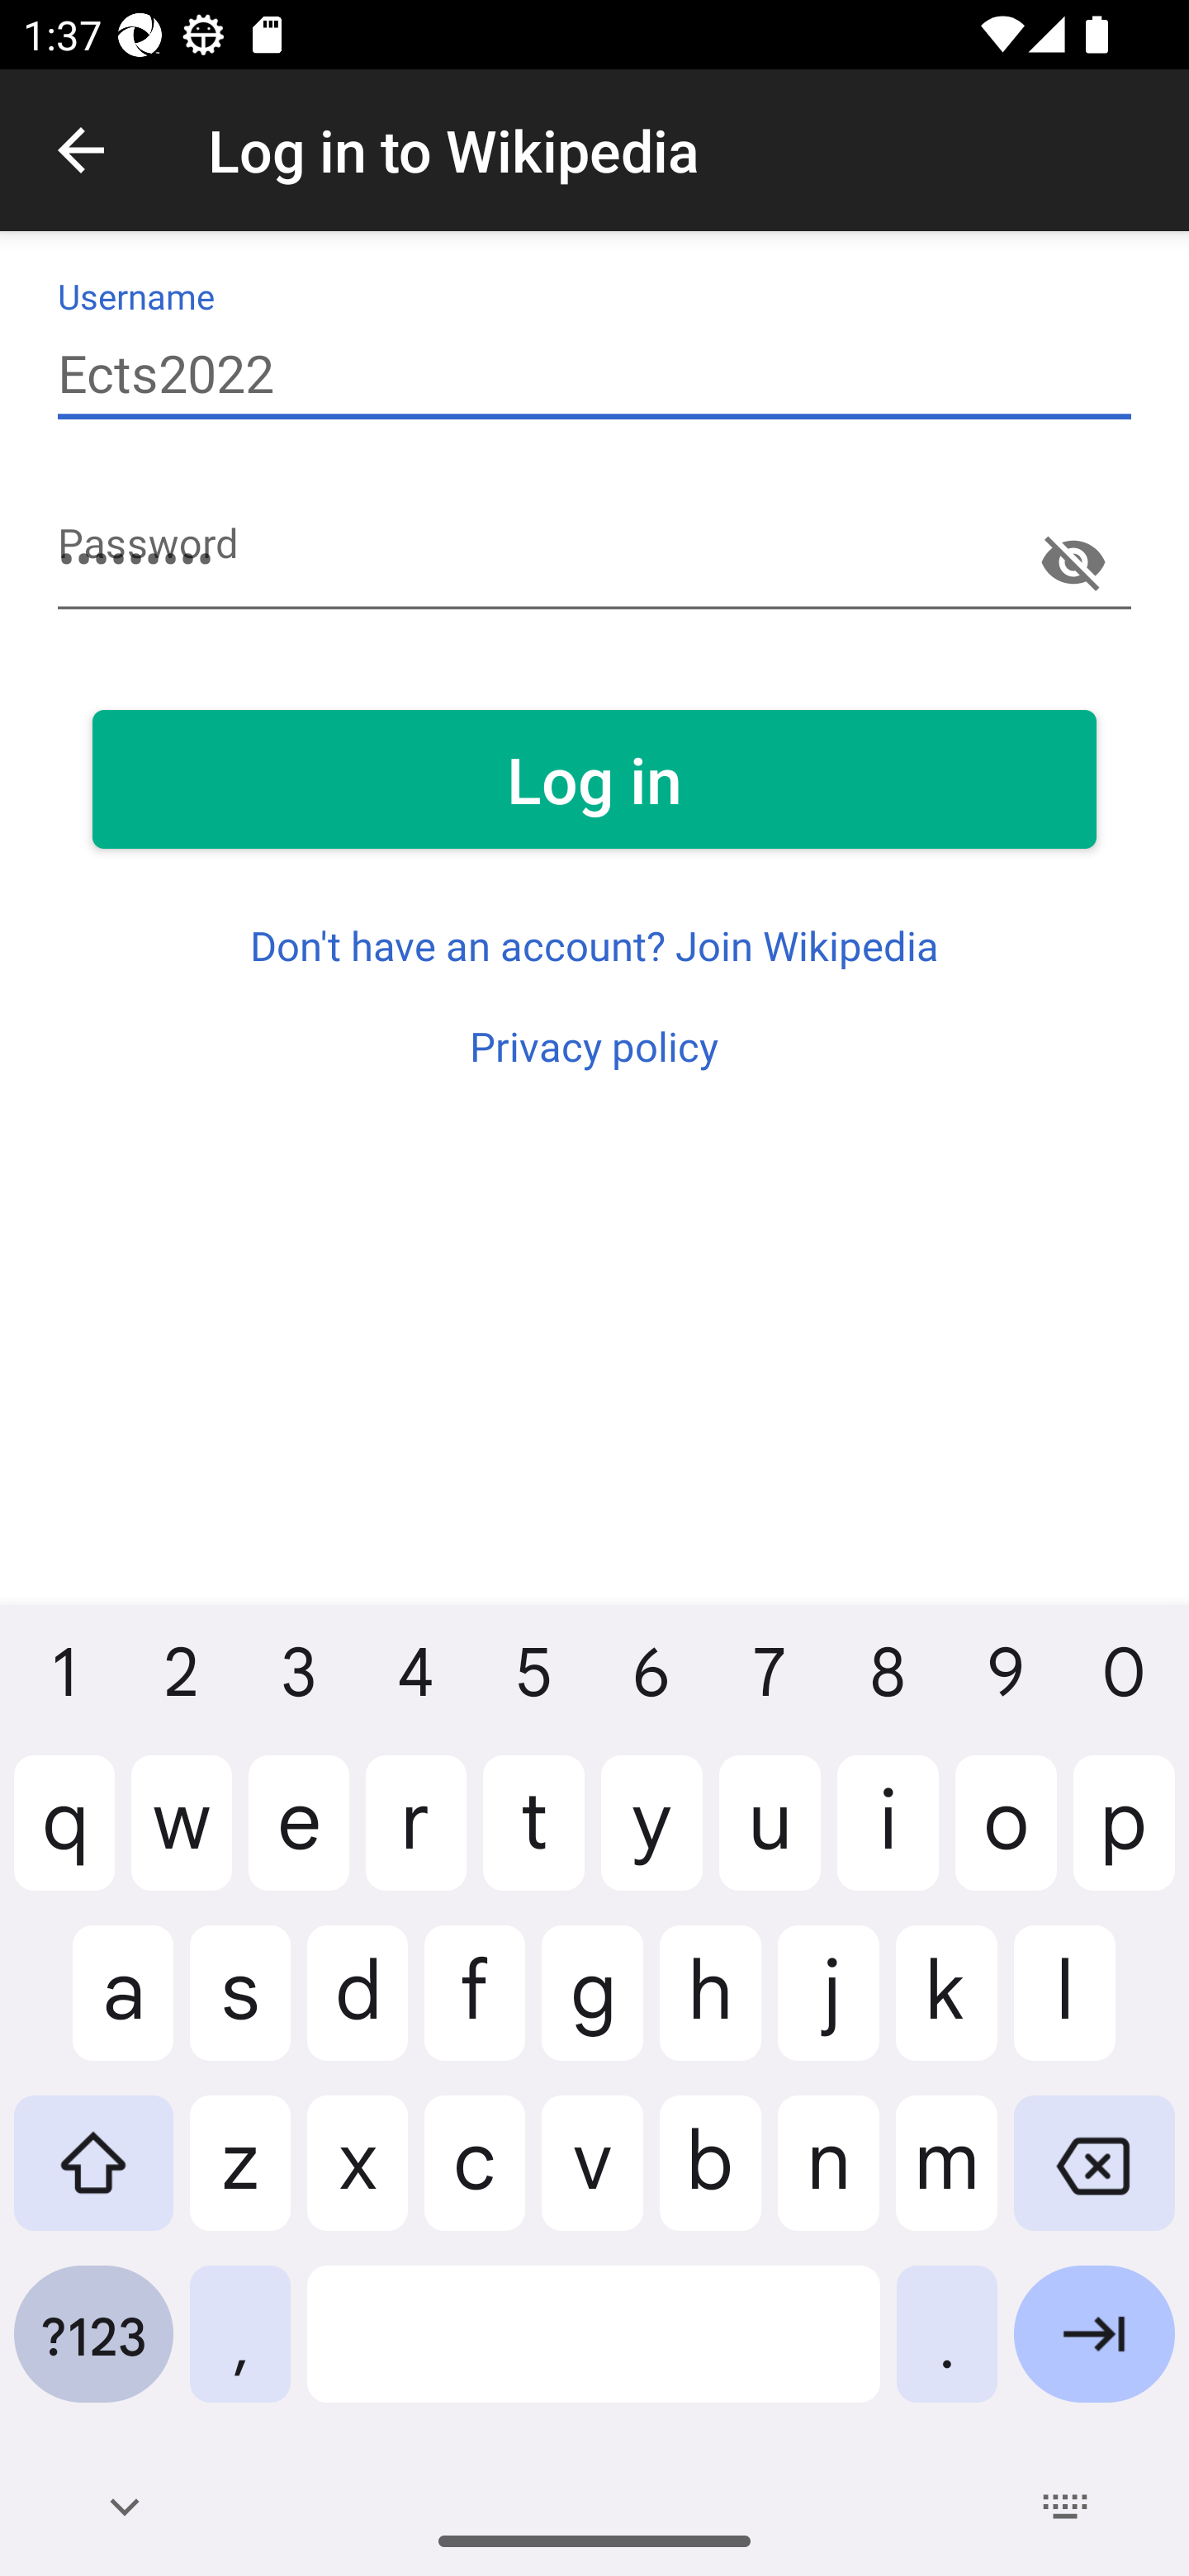 1:37
Log in to Wikipedia
Username
Ects2022
Password
•••••••••
Log in
Don't have an account? Join Wikipedia
Privacy policy
1 2 3 4 5 6 7 8 9 0
q w e r t y u i o p
a s d f g h j k l
z x c v b n m
?123 , .